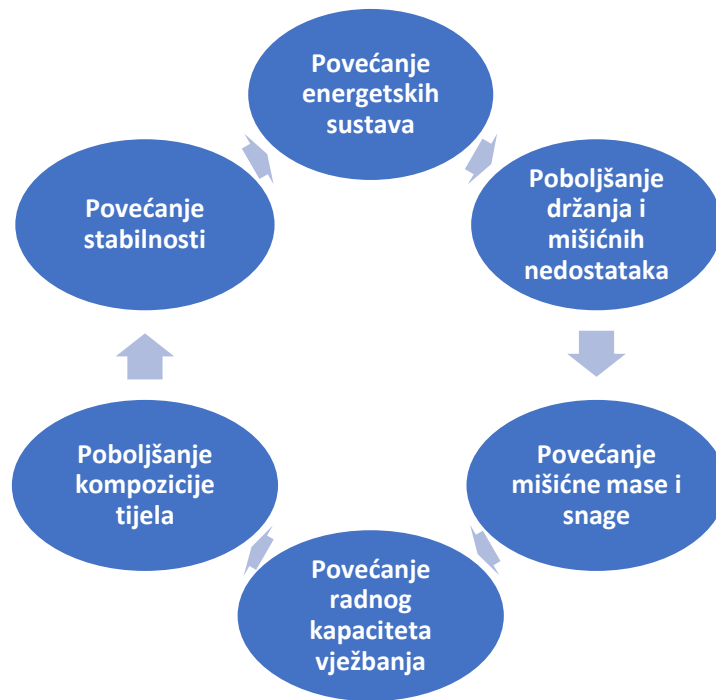 Povećanje
energetskih
sustava
Poboljšanje
držanja i
mišićnih
nedostataka
Povećanje
mišićne mase i
snage
Povećanje
radnog
kapaciteta
vježbanja
Poboljšanje
kompozicije
tijela
Povećanje
stabilnosti